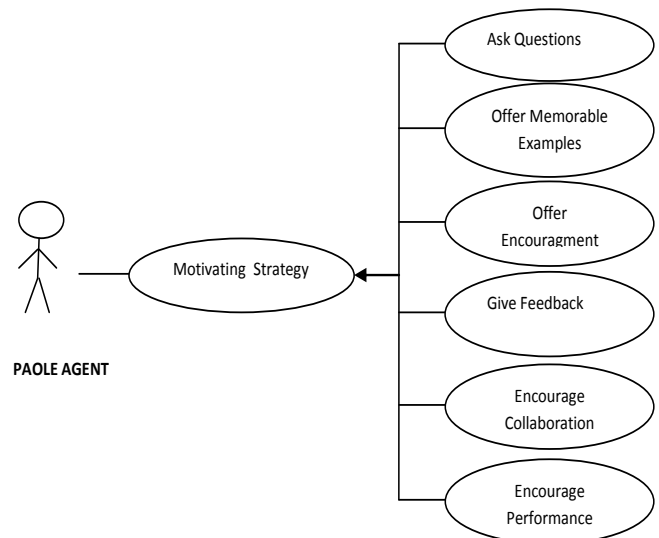 Ask Questions
Offer Memorable
Examples
Offer
Encouragment
Motivating Strategy
Give Feedback
PAOLE AGENT
Encourage
Collaboration
Encourage
Performance